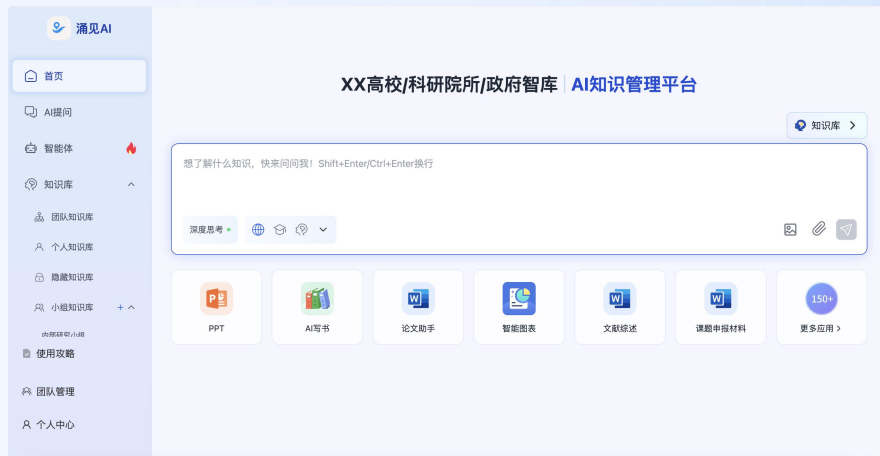 涌见AI
首页
AI提问
智能体
知识库
团队知识库
个人知识库
隐藏知识库
小组知识库 +
内部研究小组
使用攻略
团队管理
个人中心
XX高校/科研院所/政府智库 AI知识管理平台
知识库
想了解什么知识，快来问问我！Shift+Enter/Ctrl+Enter换行
深度思考
PPT
AI写书
论文助手
智能图表
文献综述
课题申报材料
150+
更多应用